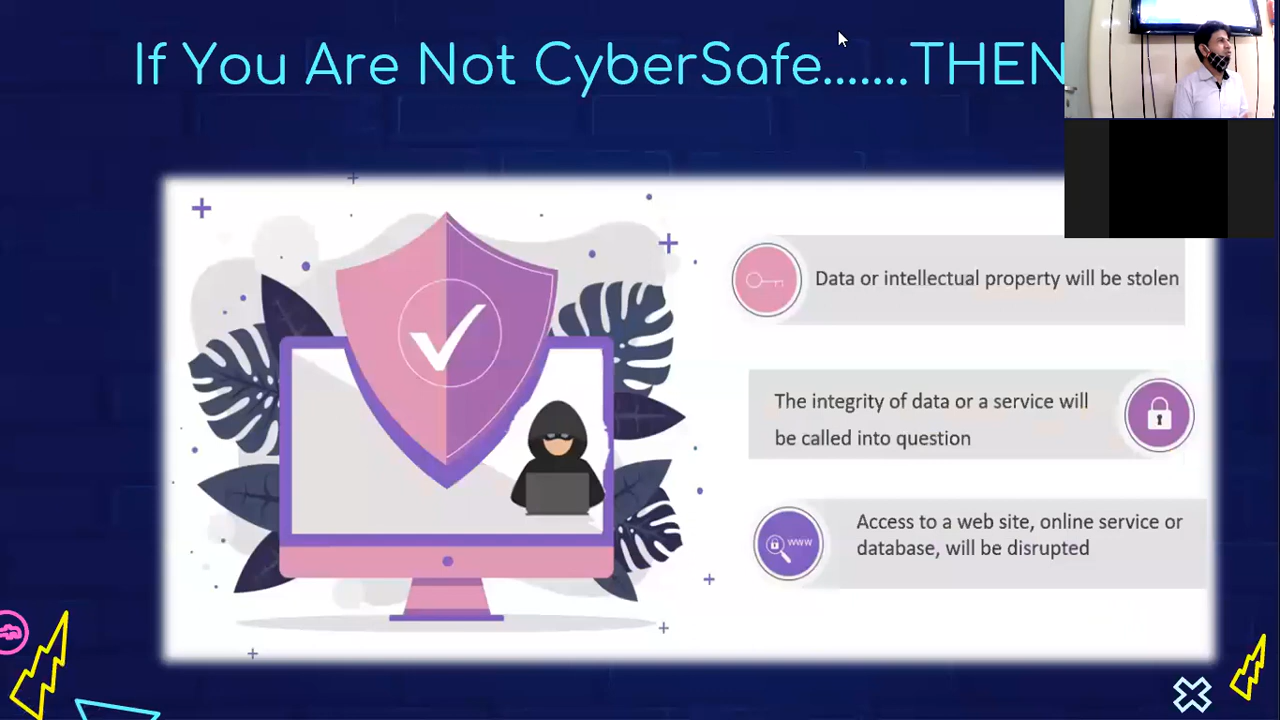 If You Are Not CyberSafe.......THEN
Data or intellectual property will be stolen
The integrity of data or a service will
be called into question
Access to a web site, online service or
database, will be disrupted
www